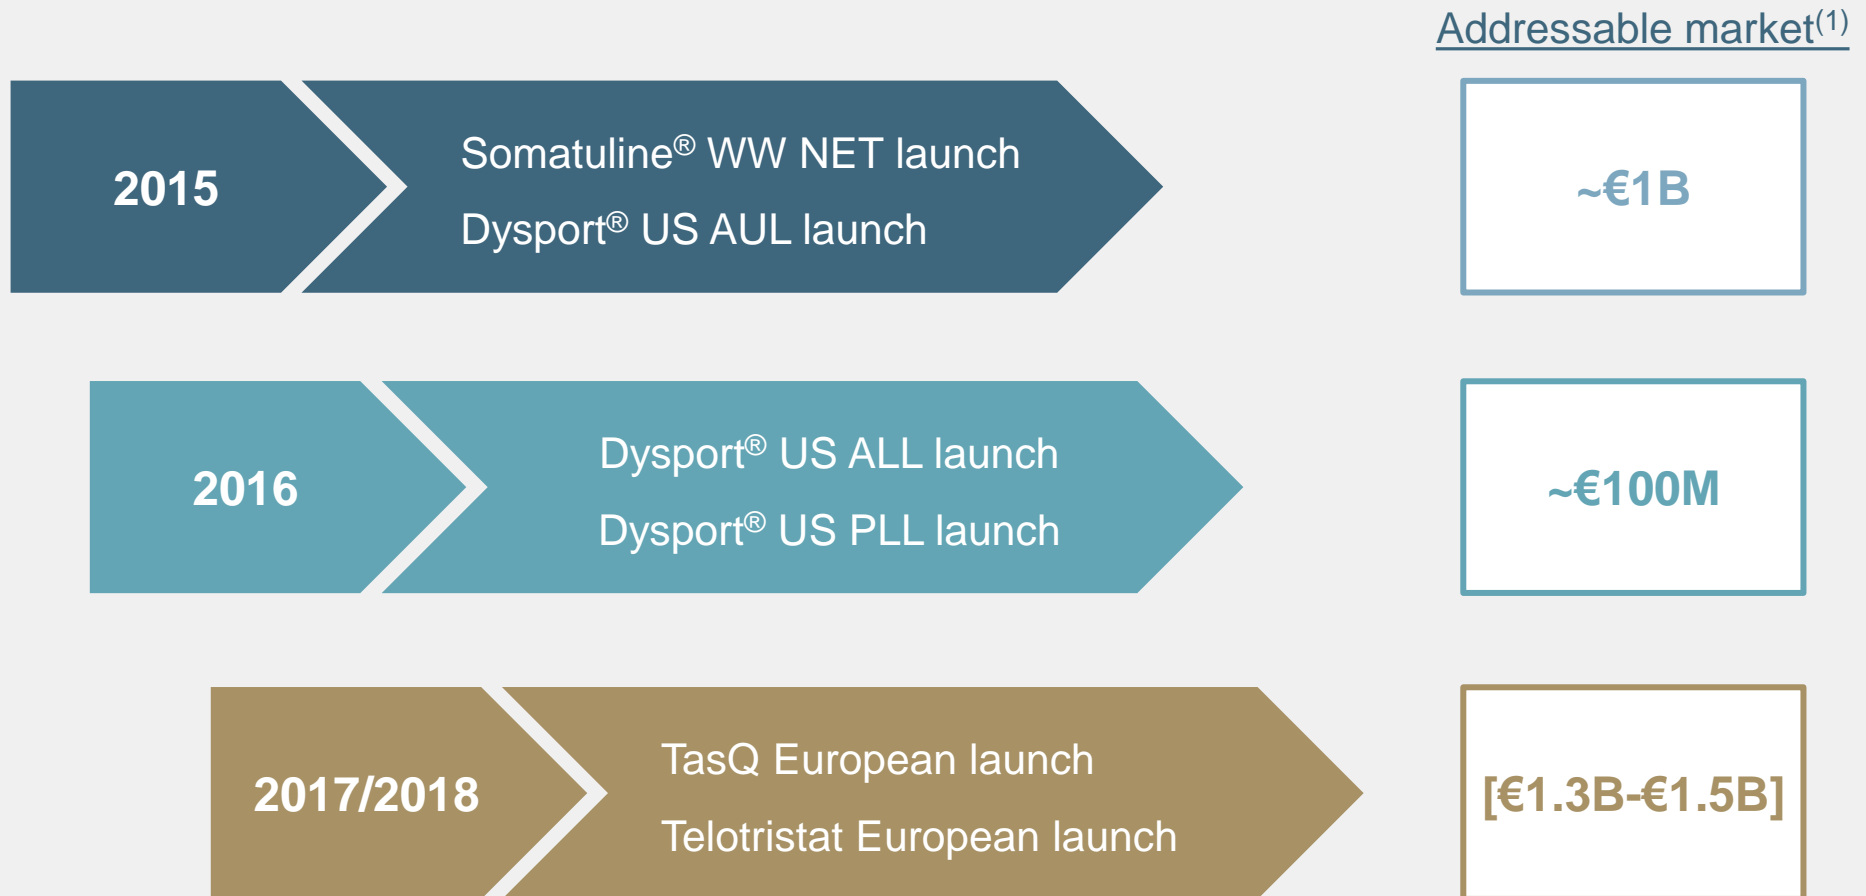 Addressable market(1)
2015
Somatuline® WW NET launch
Dysport® US AUL launch
~€1B
2016
Dysport® US ALL launch
Dysport® US PLL launch
~€100M
2017/2018
TasQ European launch
Telotristat European launch
[€1.3B-€1.5B]